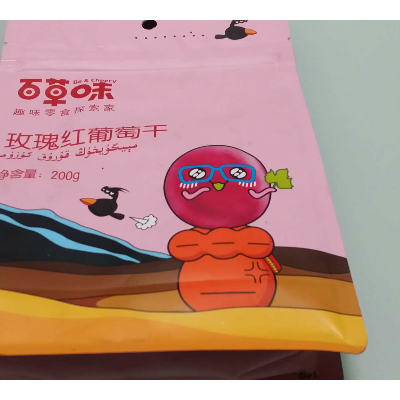 Be & Cheery
百草味
趣味零食探索家
玫瑰红葡萄干
净含量：200g